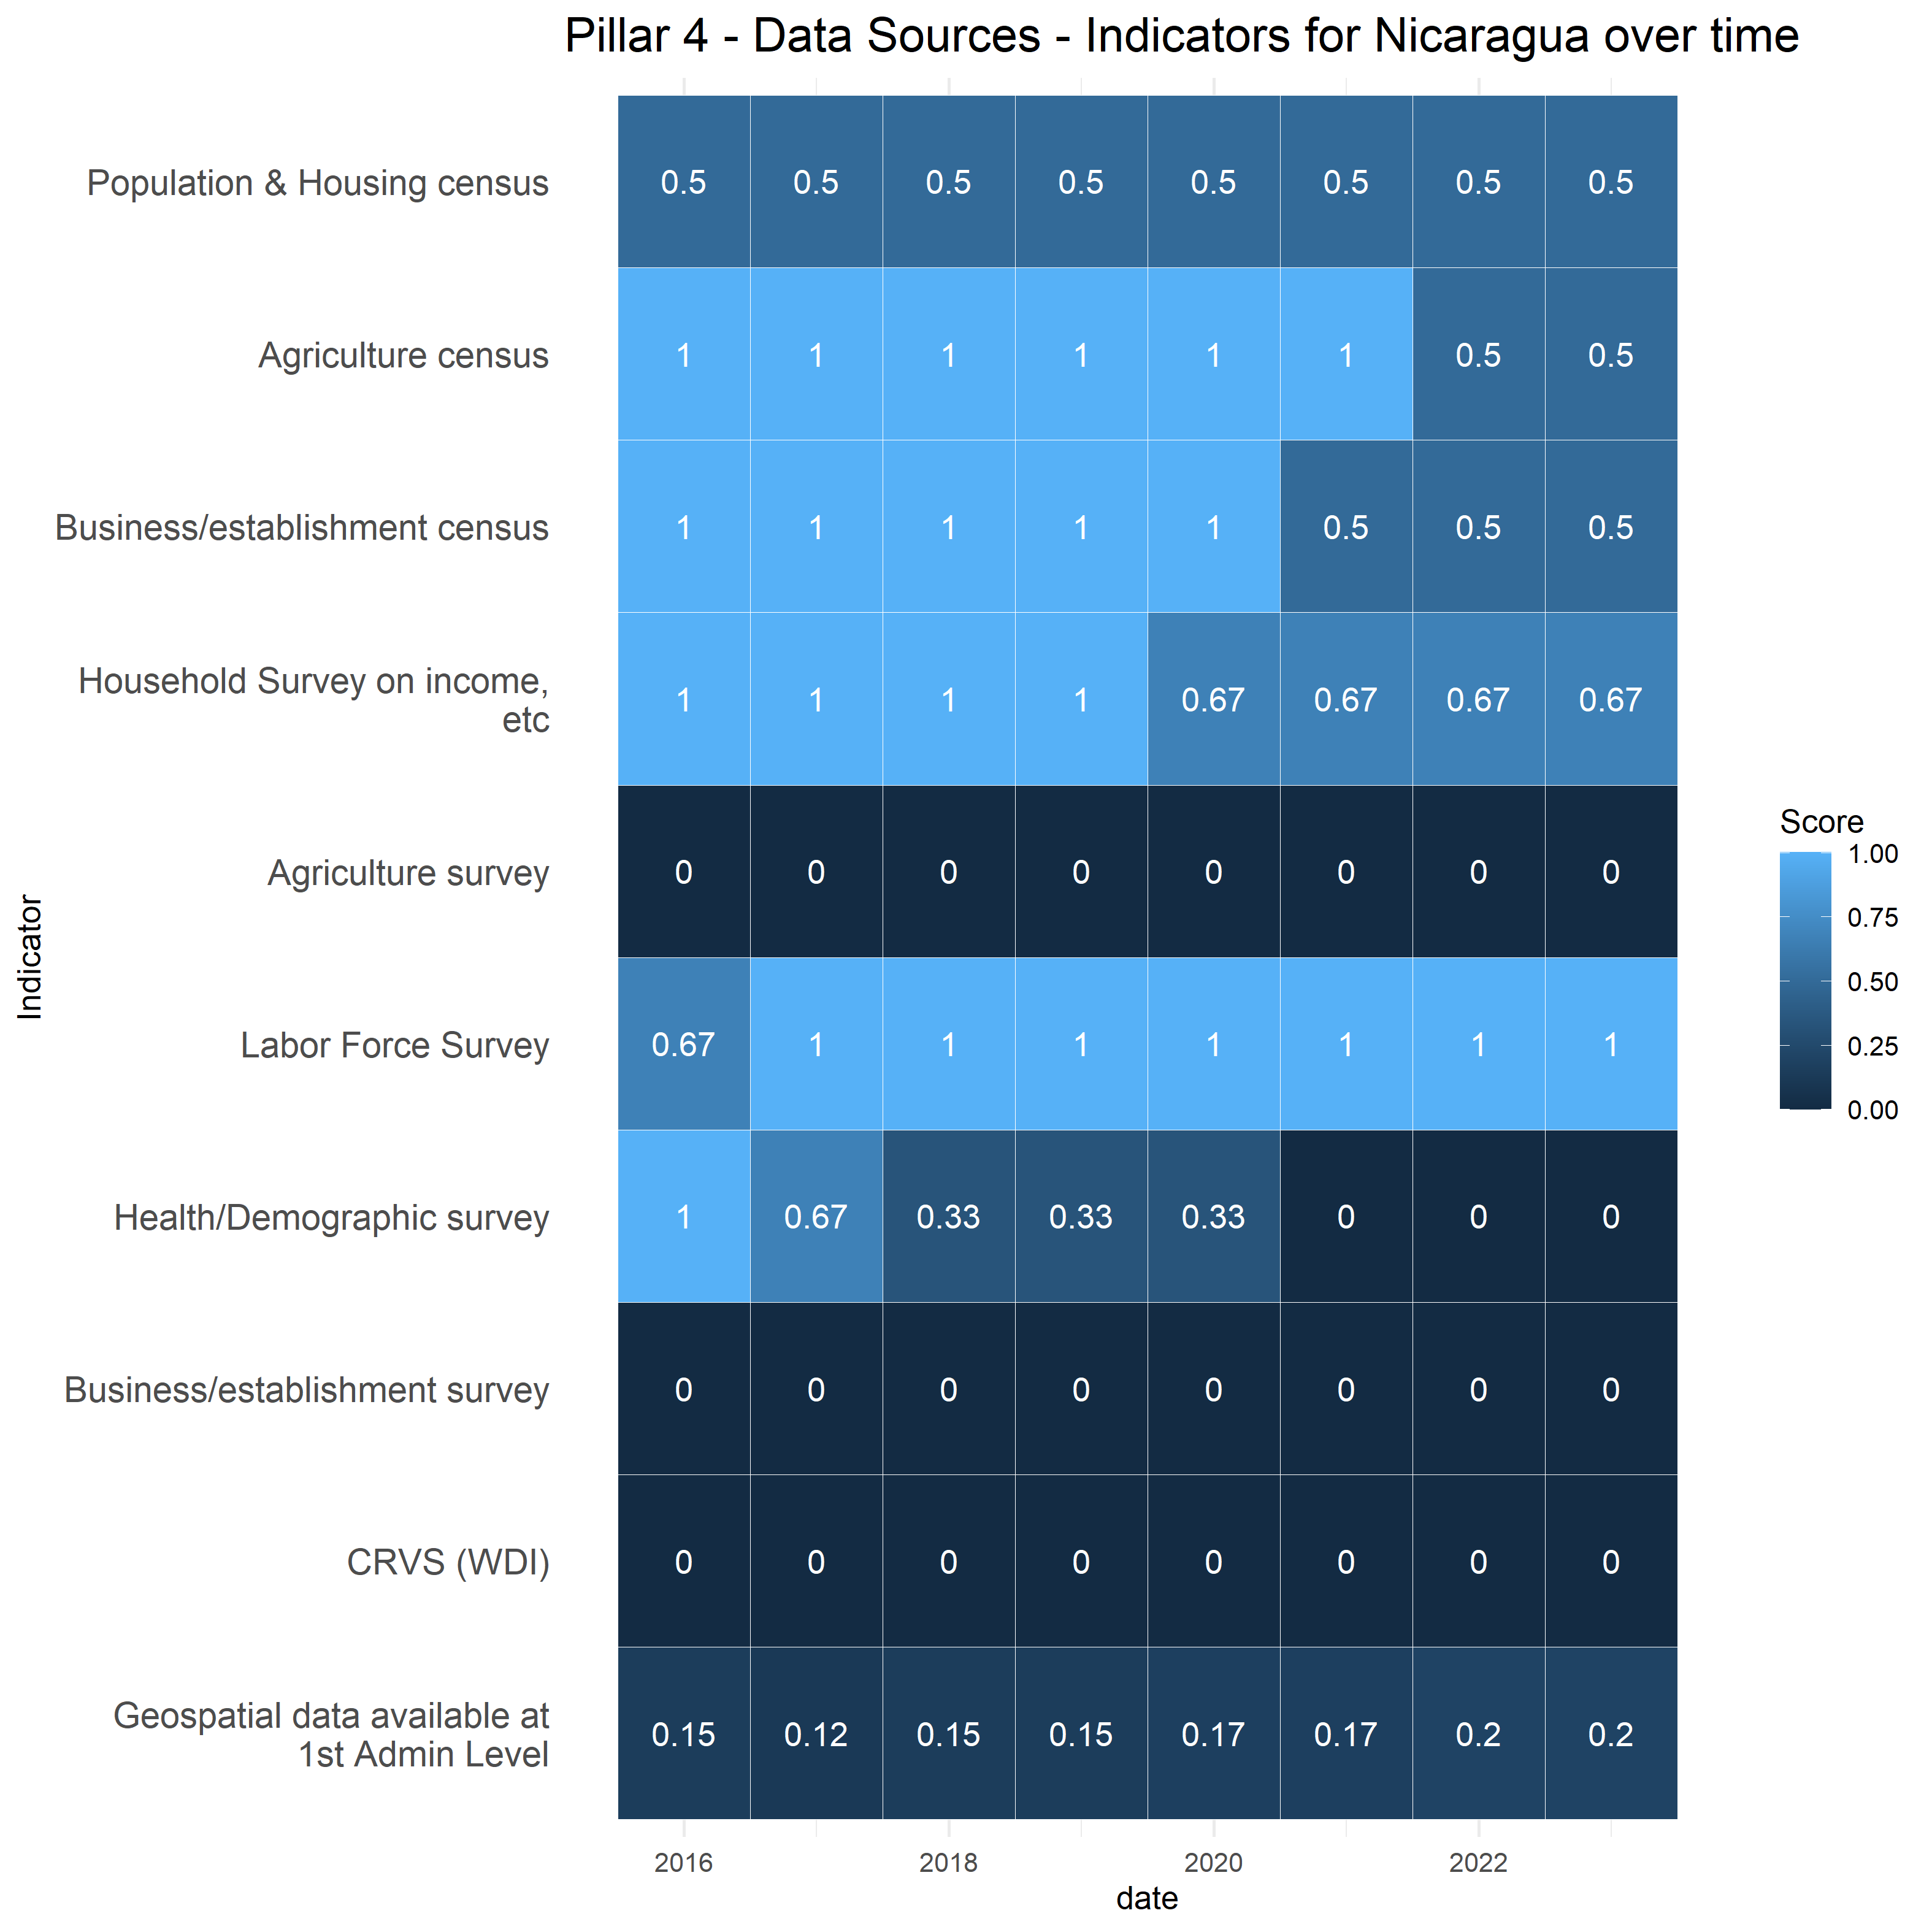 Pillar 4 - Data Sources - Indicators for Nicaragua over time
Population & Housing census
0.5 0.5 0.5 0.5 0.5 0.5 0.5 0.5
Agriculture census
1 1 1 1 1 1 0.5 0.5
Business/establishment census
1 1 1 1 1 0.5 0.5 0.5
Household Survey on income,
etc
1 1 1 1 0.67 0.67 0.67 0.67
Agriculture survey
0 0 0 0 0 0 0 0
Labor Force Survey
0.67 1 1 1 1 1 1 1
Health/Demographic survey
1 0.67 0.33 0.33 0.33 0 0 0
Business/establishment survey
0 0 0 0 0 0 0 0
CRVS (WDI)
0 0 0 0 0 0 0 0
Geospatial data available at
1st Admin Level
0.15 0.12 0.15 0.15 0.17 0.17 0.2 0.2
2016 2018 2020 2022
date
Indicator
Score
1.00
0.75
0.50
0.25
0.00